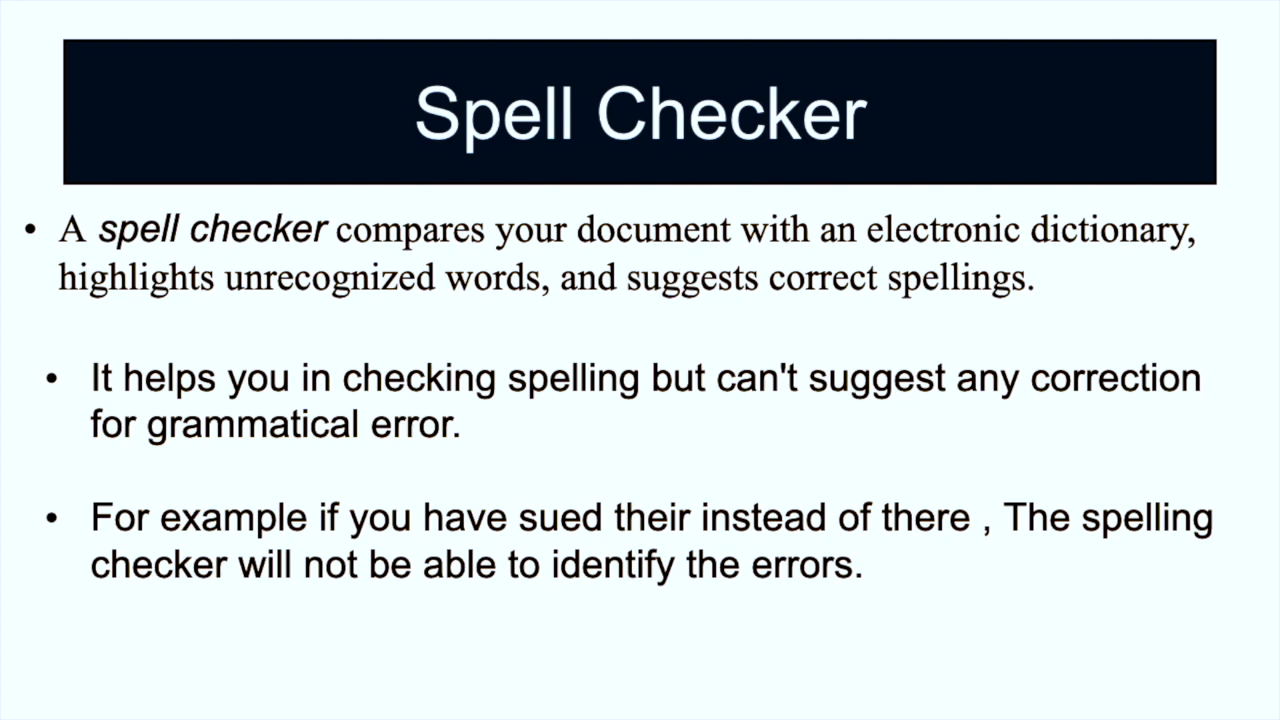 Spell Checker
• A spell checker compares your document with an electronic dictionary,
highlights unrecognized words, and suggests correct spellings.
• It helps you in checking spelling but can't suggest any correction
for grammatical error.
• For example if you have sued their instead of there , The spelling
checker will not be able to identify the errors.